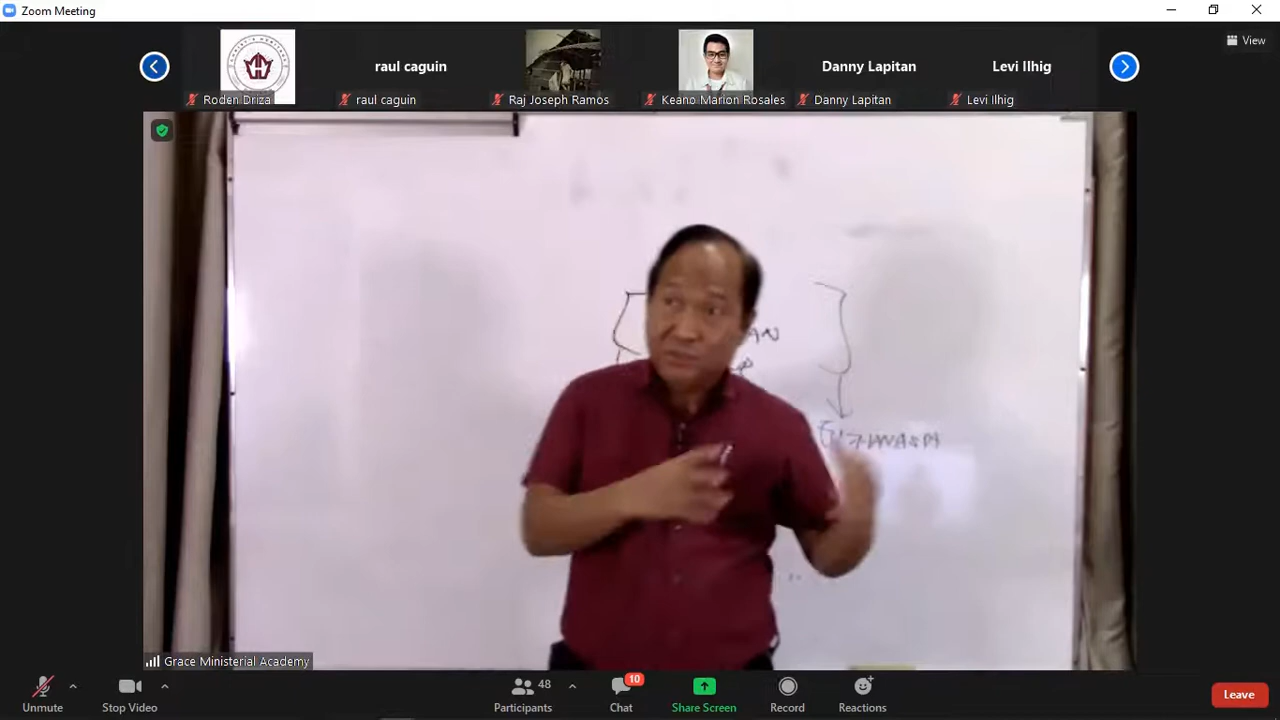 Zoom Meeting
View
raul caguin
Danny Lapitan
Levi Ilhig
Roden Driza
raul caguin
Raj Joseph Ramos
Keano Marion Rosales
Danny Lapitan
Levi Ilhig
AN
Grace Ministerial Academy
Unmute
Stop Video
48
Participants
10
Chat
Share Screen
Record
Reactions
Leave